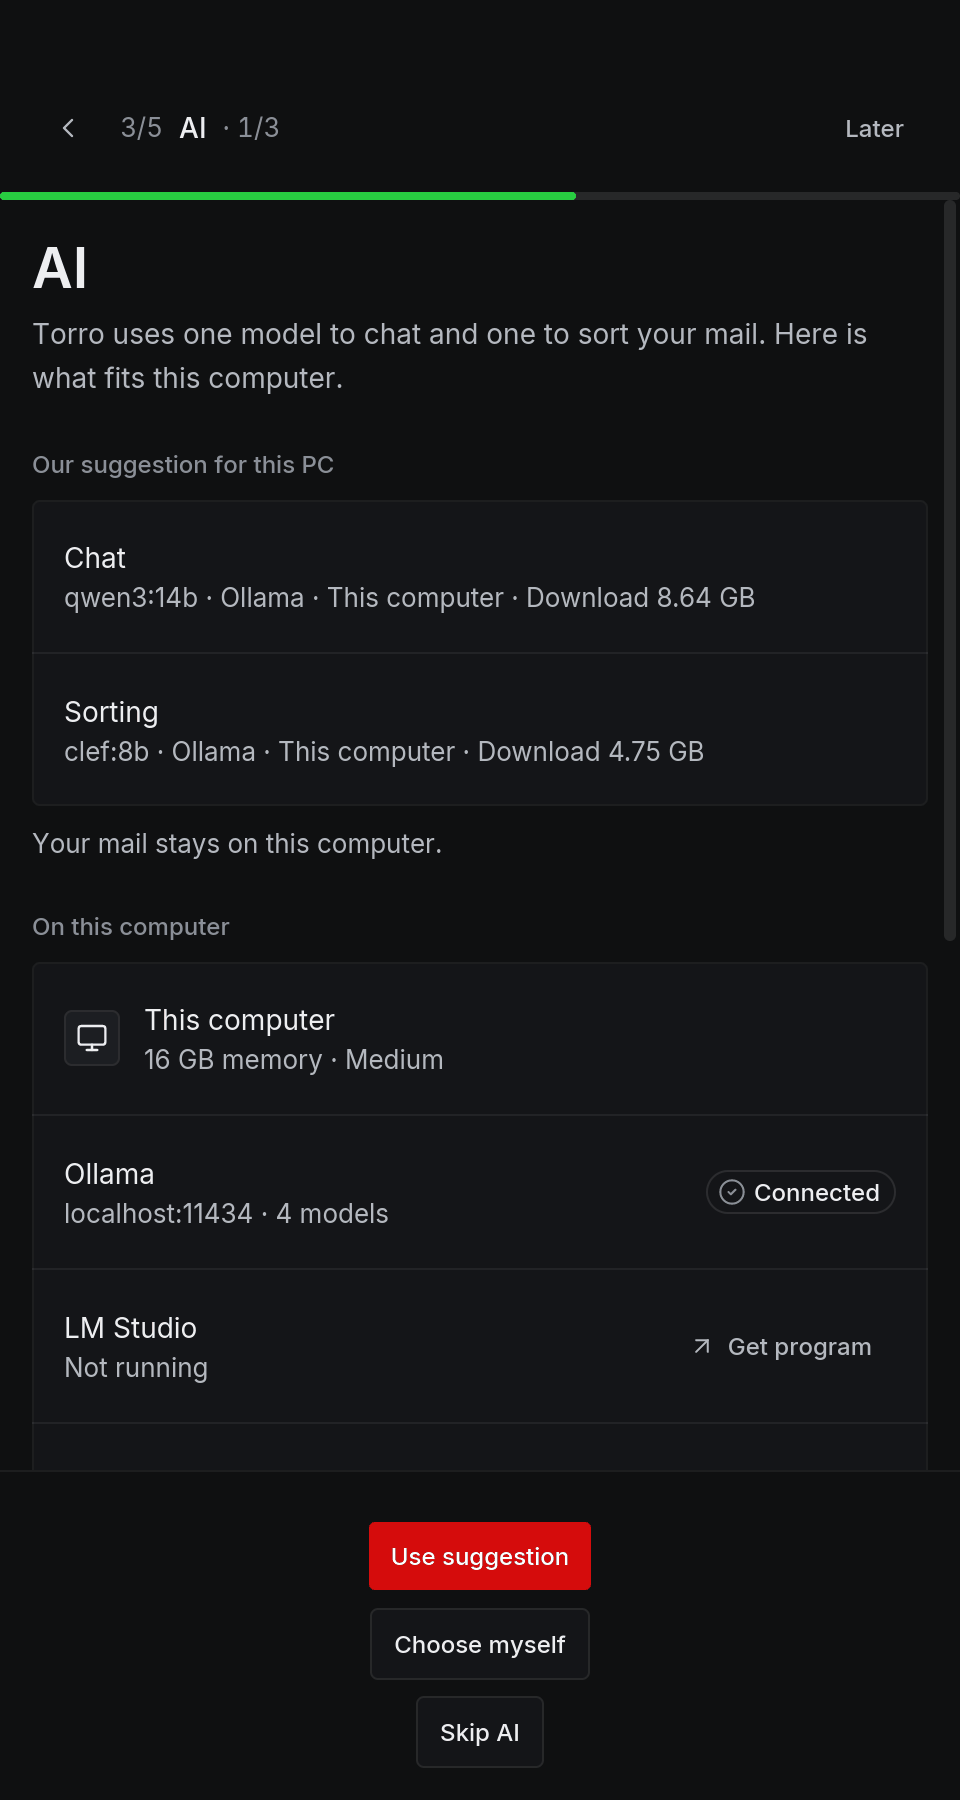 3/5 AI · 1/3
Later
AI
Torro uses one model to chat and one to sort your mail. Here is
what fits this computer.
Our suggestion for this PC
Chat
qwen3:14b · Ollama · This computer · Download 8.64 GB
Sorting
clef:8b · Ollama · This computer · Download 4.75 GB
Your mail stays on this computer.
On this computer
This computer
16 GB memory · Medium
Ollama
localhost:11434 · 4 models
Connected
LM Studio
Not running
Get program
Use suggestion
Choose myself
Skip AI